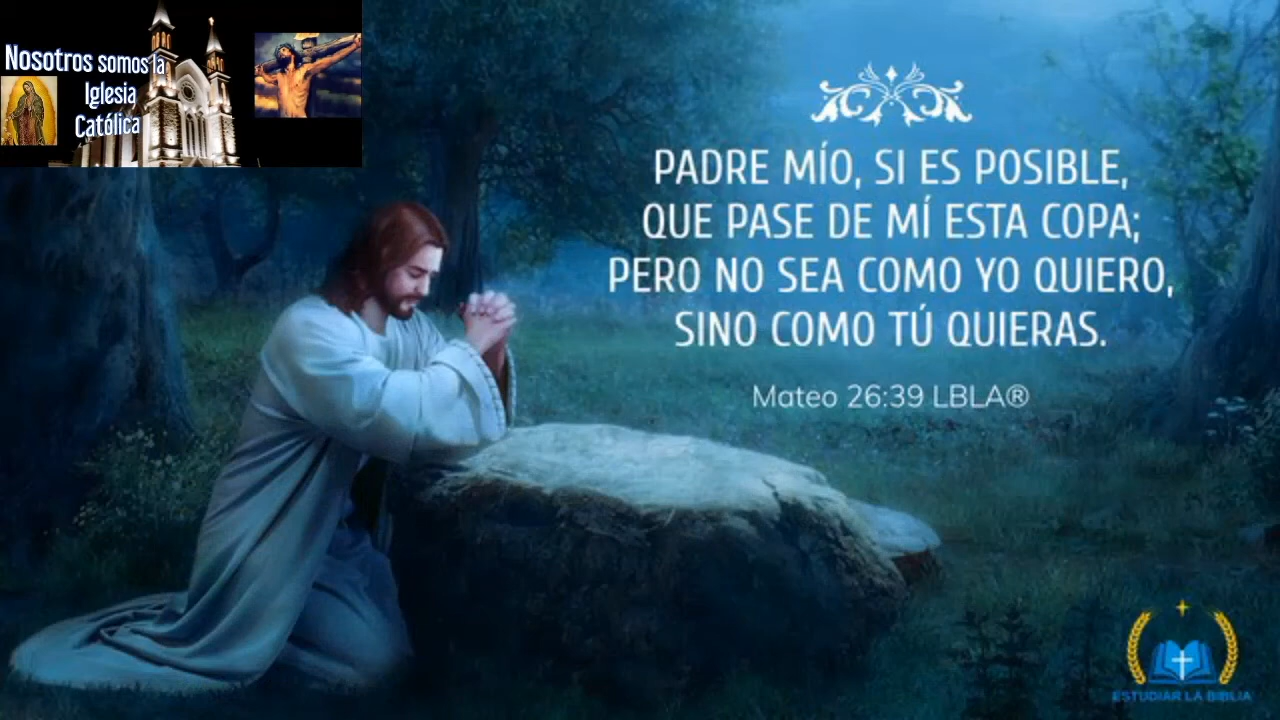 Nosotros somos la
Iglesia
Católica
PADRE MÍO, SI ES POSIBLE,
QUE PASE DE MÍ ESTA COPA;
PERO NO SEA COMO YO QUIERO,
SINO COMO TÚ QUIERAS.
Mateo 26:39 LBLA®
ESTUDIAR LA BIBLIA